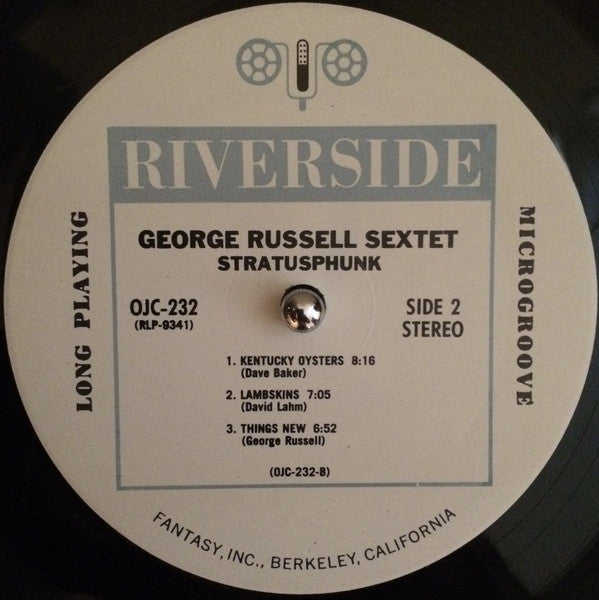 RIVERSIDE
LONG PLAYING
MICROGROOVE
GEORGE RUSSELL SEXTET
STRATUSPHUNK
OJC-232
(RLP-9341)
SIDE 2
STEREO
1. KENTUCKY OYSTERS 8:16
(Dave Baker)
2. LAMBSKINS 7:05
(David Lahm)
3. THINGS NEW 6:52
(George Russell)
(OJC-232-B)
FANTASY, INC., BERKELEY, CALIFORNIA